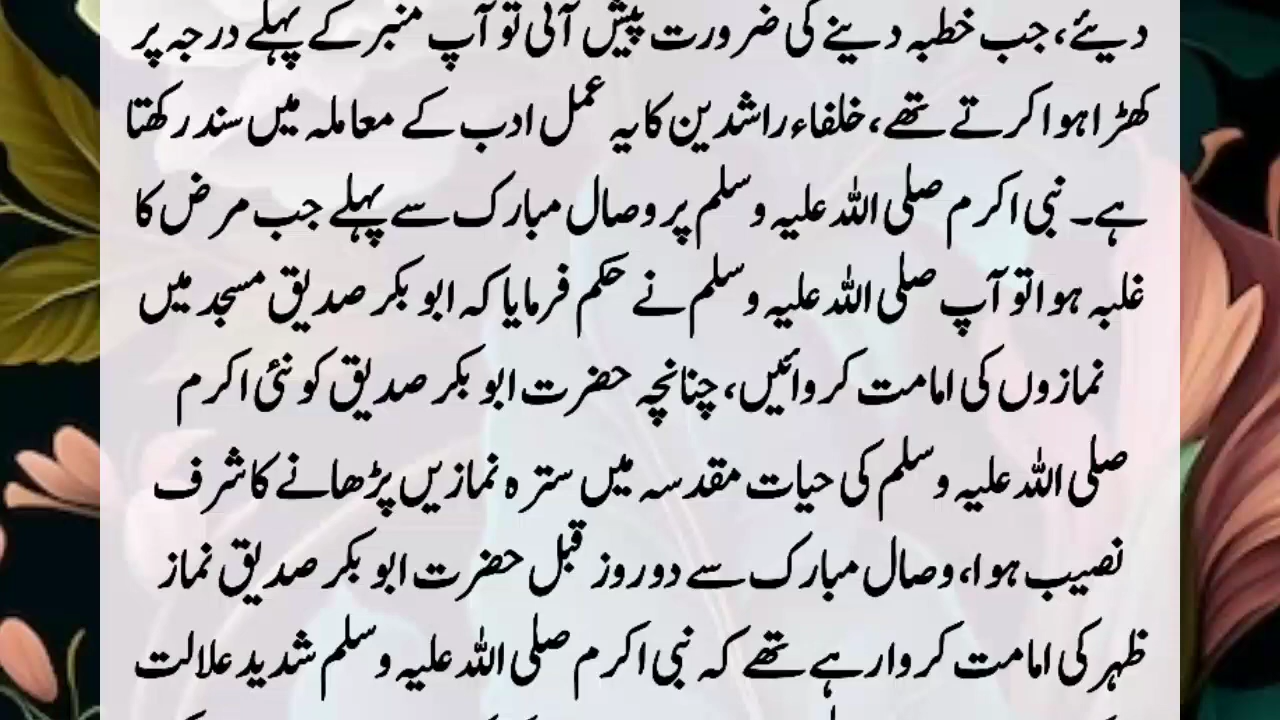 دیئے، جب خطبہ دینے کی ضرورت پیش آئی تو آپ منبر کے پہلے درجہ پر
کھڑا ہوا کرتے تھے، خلفاء راشدین کا یہ عمل ادب کے معاملہ میں سند رکھتا
ہے۔ نبی اکرم صلی اللہ علیہ وسلم پر وصال مبارک سے پہلے جب مرض کا
غلبہ ہوا تو آپ صلی اللہ علیہ وسلم نے حکم فرمایا کہ ابو بکر صدیق مسجد میں
نمازوں کی امامت کروائیں، چنانچہ حضرت ابو بکر صدیق کو نئی اکرم
صلی اللہ علیہ وسلم کی حیات مقدسہ میں سترہ نمازیں پڑھانے کا شرف
نصیب ہوا، وصال مبارک سے دو روز قبل حضرت ابو بکر صدیق نماز
ظہر کی امامت کروا رہے تھے کہ نبی اکرم صلی اللہ علیہ وسلم شدید علالت